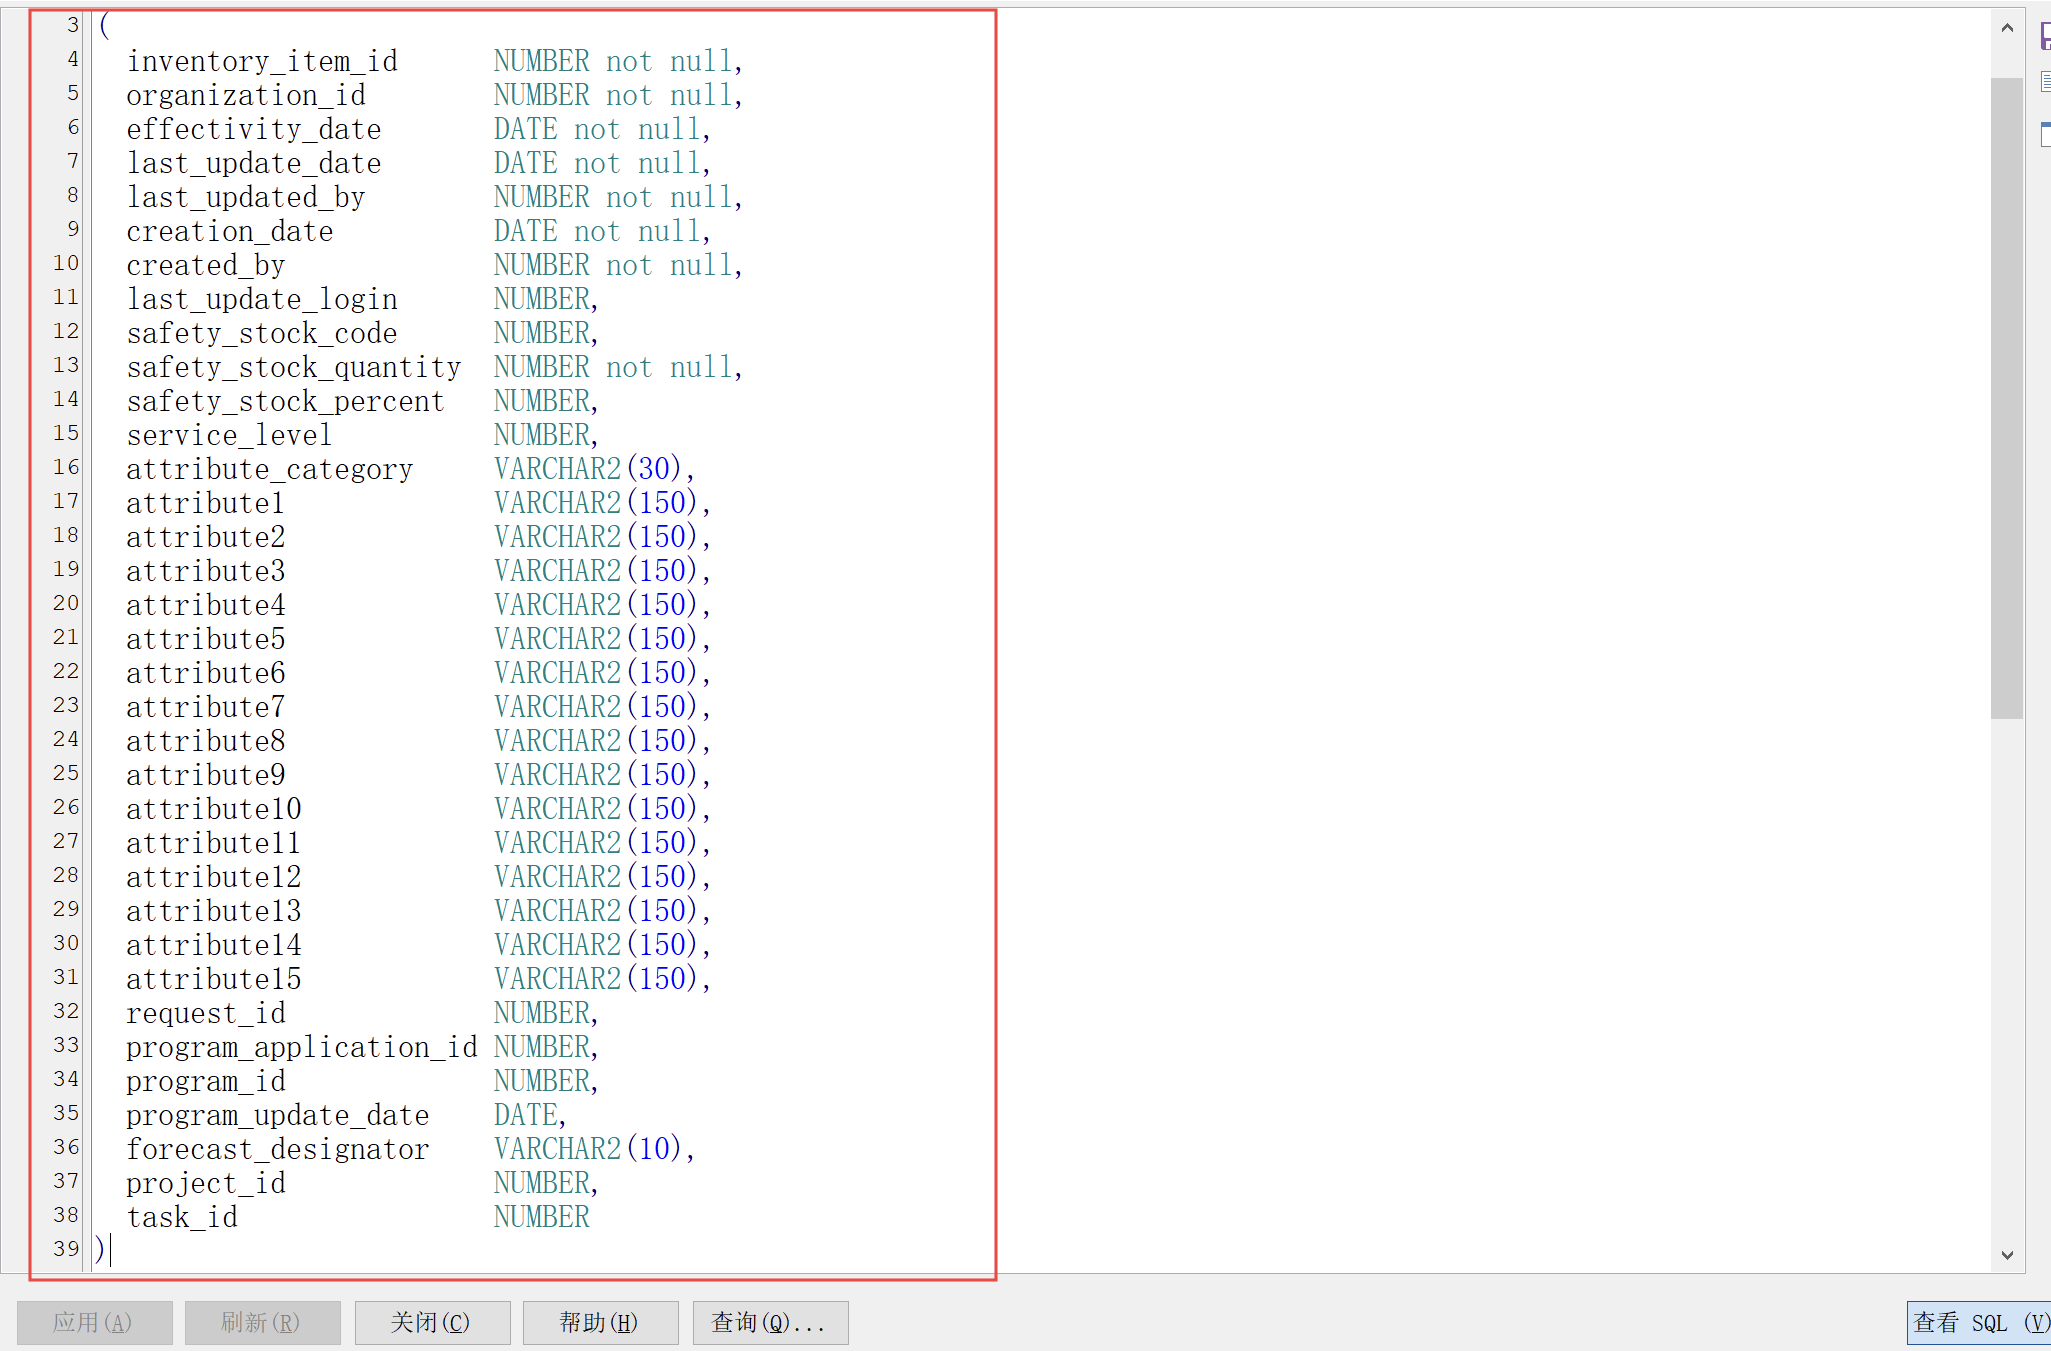 3 (
4 inventory_item_id NUMBER not null,
5 organization_id NUMBER not null,
6 effectivity_date DATE not null,
7 last_update_date DATE not null,
8 last_updated_by NUMBER not null,
9 creation_date DATE not null,
10 created_by NUMBER not null,
11 last_update_login NUMBER,
12 safety_stock_code NUMBER,
13 safety_stock_quantity NUMBER not null,
14 safety_stock_percent NUMBER,
15 service_level NUMBER,
16 attribute_category VARCHAR2(30),
17 attribute1 VARCHAR2(150),
18 attribute2 VARCHAR2(150),
19 attribute3 VARCHAR2(150),
20 attribute4 VARCHAR2(150),
21 attribute5 VARCHAR2(150),
22 attribute6 VARCHAR2(150),
23 attribute7 VARCHAR2(150),
24 attribute8 VARCHAR2(150),
25 attribute9 VARCHAR2(150),
26 attribute10 VARCHAR2(150),
27 attribute11 VARCHAR2(150),
28 attribute12 VARCHAR2(150),
29 attribute13 VARCHAR2(150),
30 attribute14 VARCHAR2(150),
31 attribute15 VARCHAR2(150),
32 request_id NUMBER,
33 program_application_id NUMBER,
34 program_id NUMBER,
35 program_update_date DATE,
36 forecast_designator VARCHAR2(10),
37 project_id NUMBER,
38 task_id NUMBER
39 )
应用(A) 刷新(R) 关闭(C) 帮助(H) 查询(Q)... 查看 SQL (V)